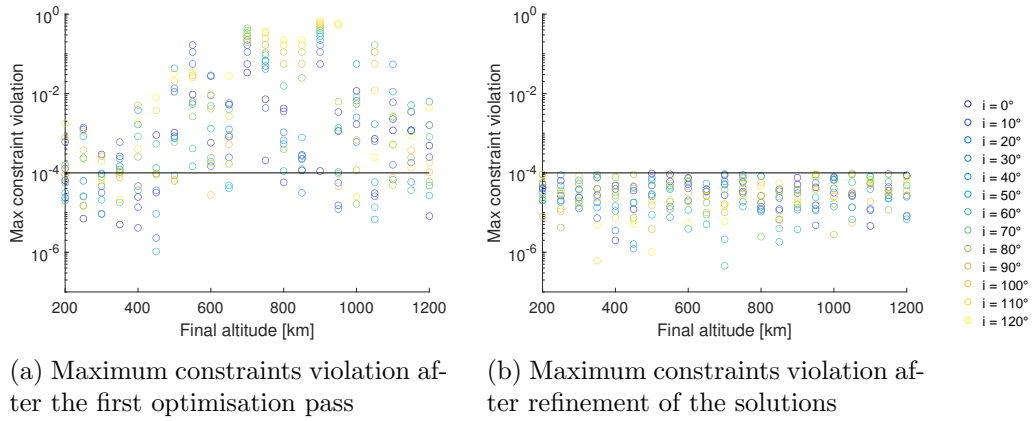 10^0
10^-2
10^-4
10^-6
Max constraint violation
200 400 600 800 1000 1200
Final altitude [km]
10^0
10^-2
10^-4
10^-6
Max constraint violation
200 400 600 800 1000 1200
Final altitude [km]
i = 0°
i = 10°
i = 20°
i = 30°
i = 40°
i = 50°
i = 60°
i = 70°
i = 80°
i = 90°
i = 100°
i = 110°
i = 120°
(a) Maximum constraints violation af-
ter the first optimisation pass
(b) Maximum constraints violation af-
ter refinement of the solutions